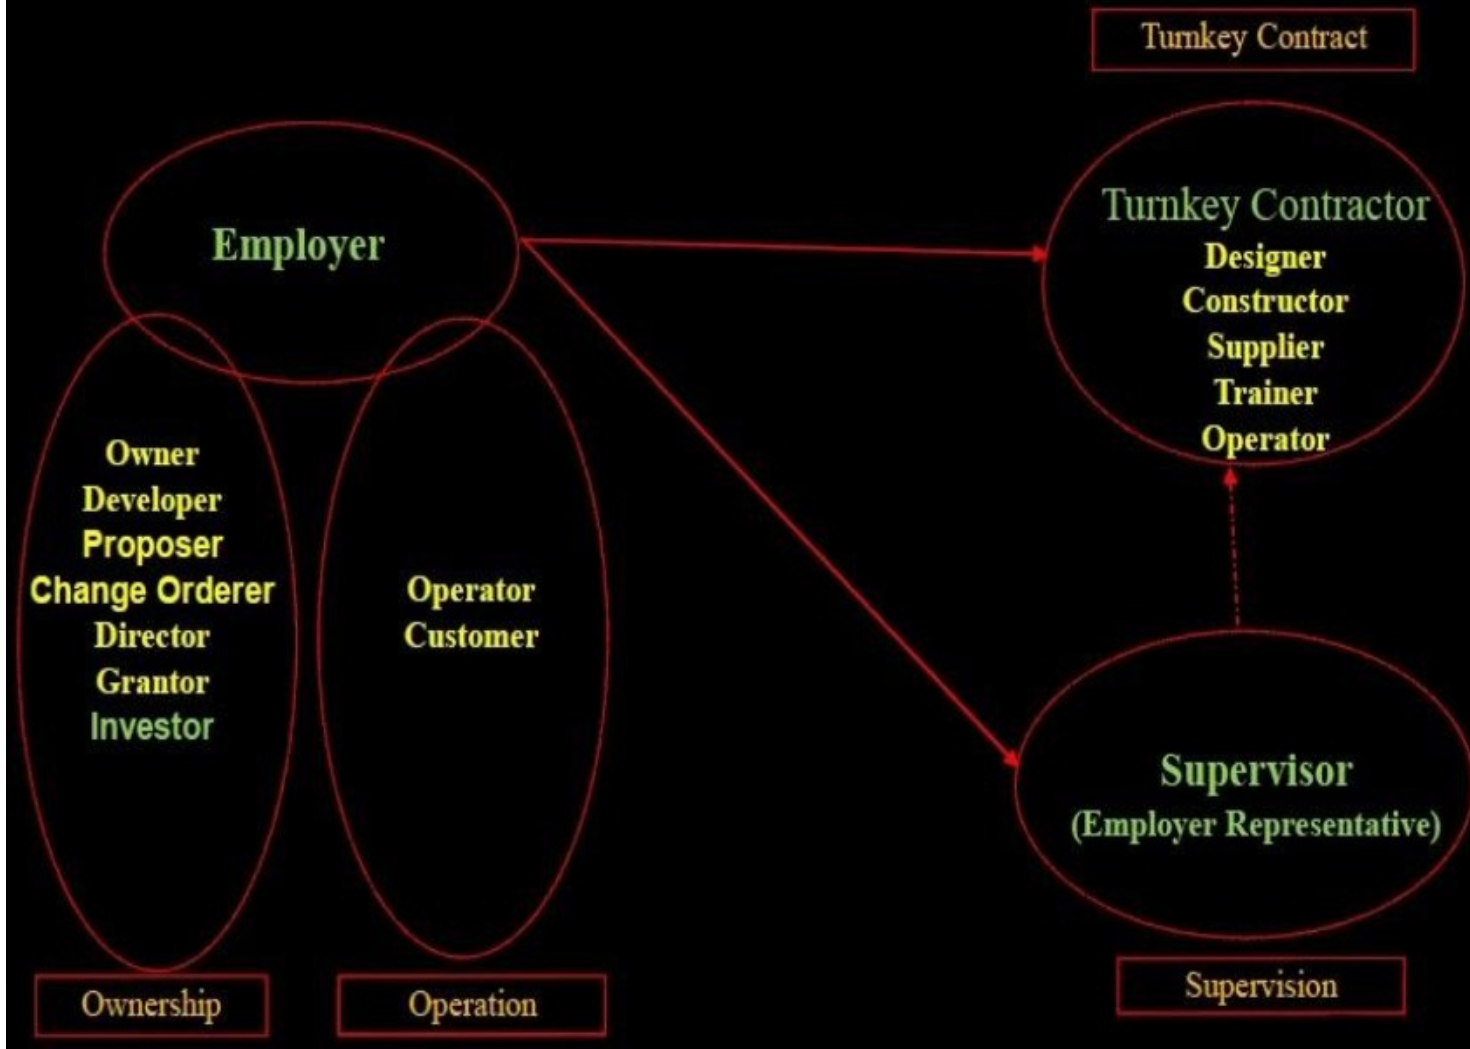 Turnkey Contract
Employer
Turnkey Contractor
Designer
Constructor
Supplier
Trainer
Operator
Owner
Developer
Proposer
Change Orderer
Director
Grantor
Investor
Operator
Customer
Supervisor
(Employer Representative)
Ownership
Operation
Supervision